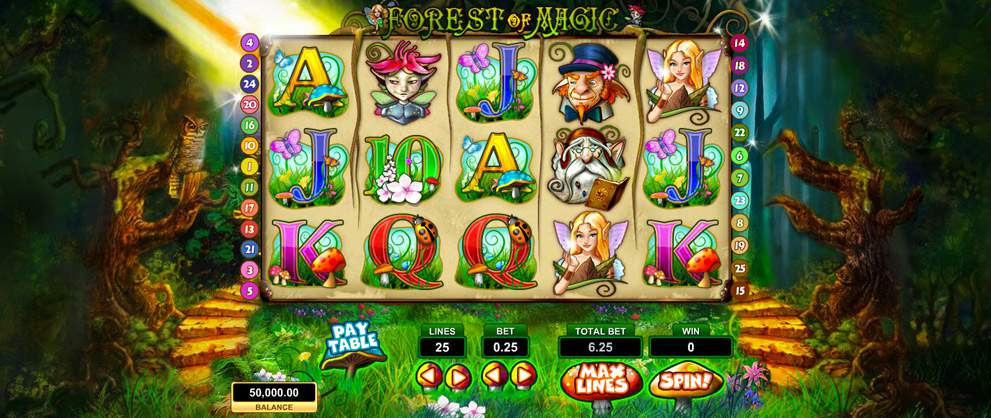 FOREST OF MAGIC
4
2
24
20
16
10
1
11
17
13
21
3
5
A J
J 10 A J
K Q Q K
14
18
12
9
22
6
7
23
8
19
25
15
PAY TABLE
LINES
25
BET
0.25
TOTAL BET
6.25
WIN
0
MAX LINES
SPIN!
50,000.00
BALANCE